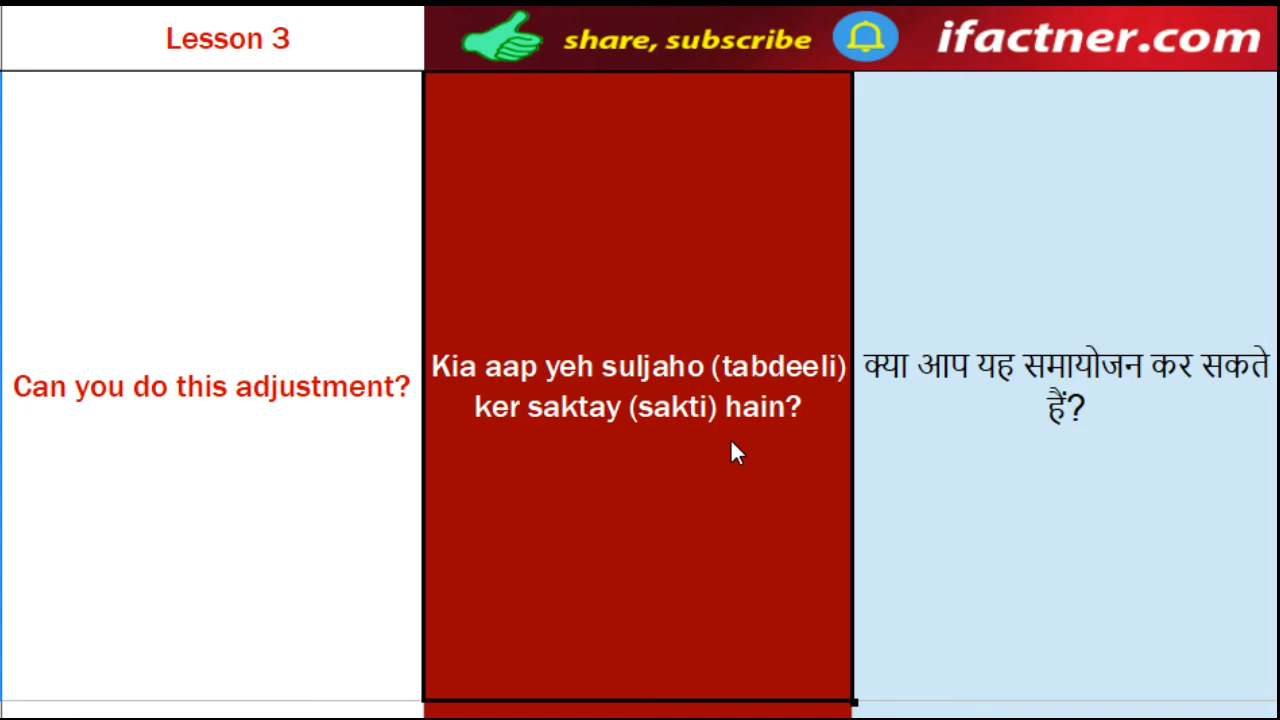 Lesson 3
share, subscribe
ifactner.com
Can you do this adjustment?
Kia aap yeh suljaho (tabdeeli)
ker saktay (sakti) hain?
क्या आप यह समायोजन कर सकते
हैं?